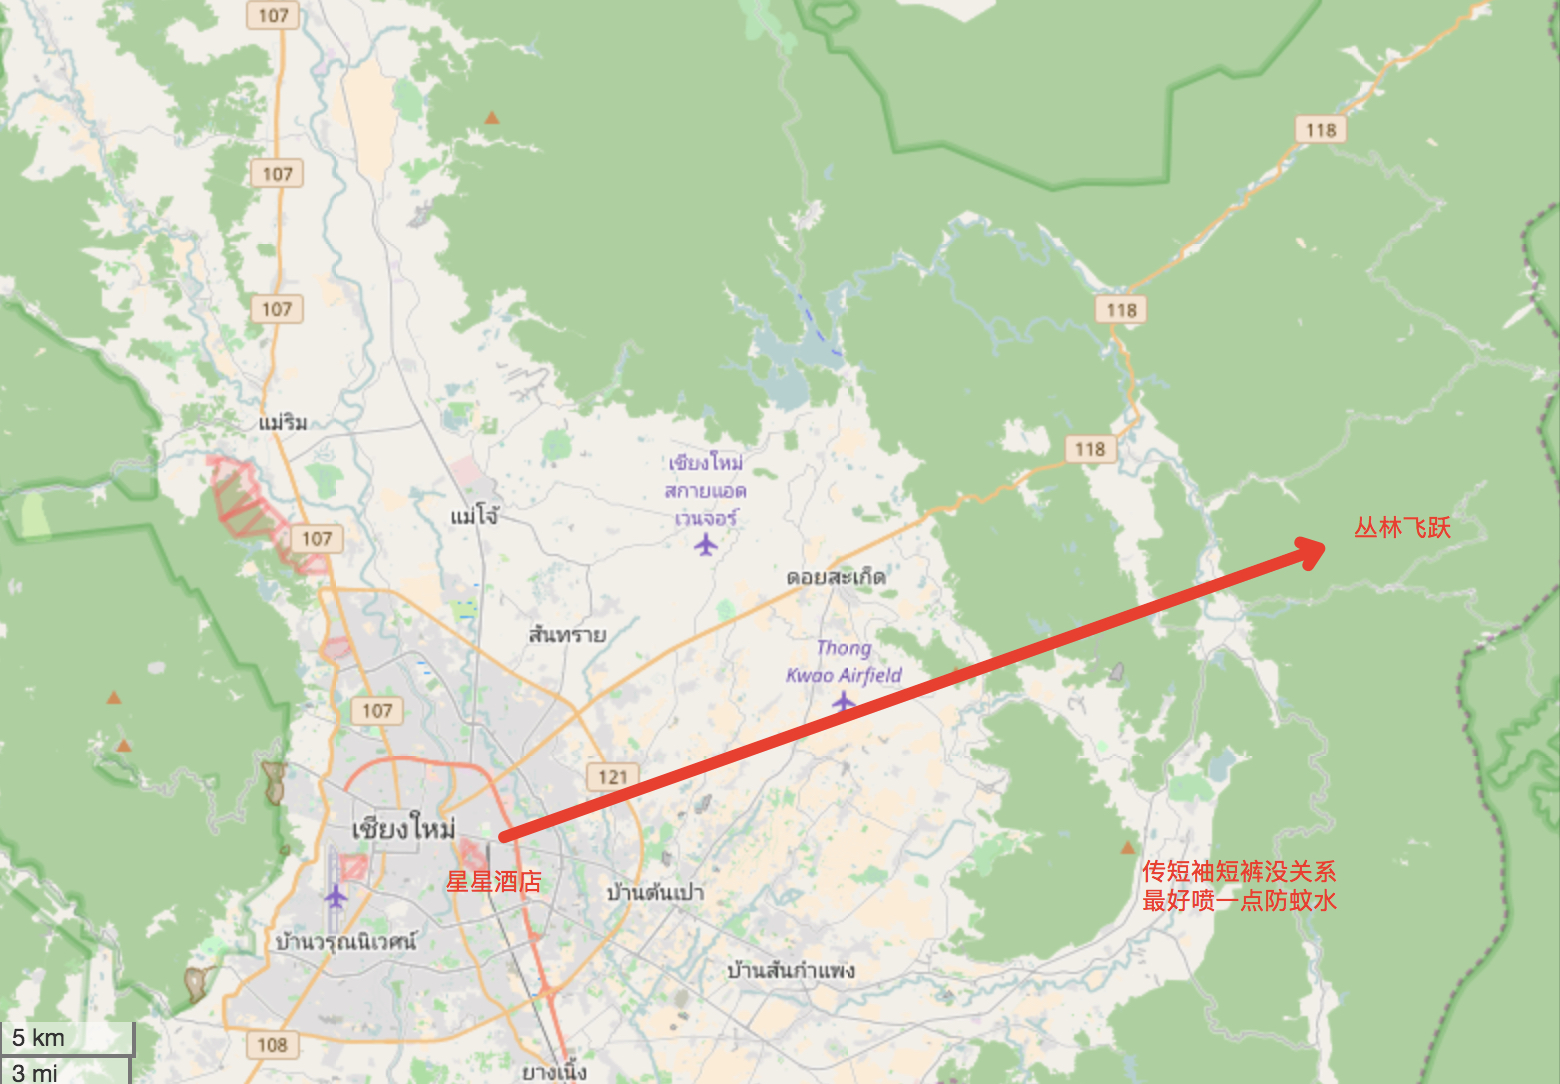 107
118
107
118
107
แม่ริม
118
เชียงใหม่
สกายแอด
เวนเจอร์
แม่โจ้
丛林飞跃
107
ดอยสะเก็ด
สันทราย
Thong
Kwao Airfield
107
121
เชียงใหม่
星星酒店
บ้านต้นเปา
传短袖短裤没关系
最好喷一点防蚊水
บ้านวรุณนิเวศน์
บ้านสันกำแพง
5 km
108
3 mi
ยางเนิ้ง